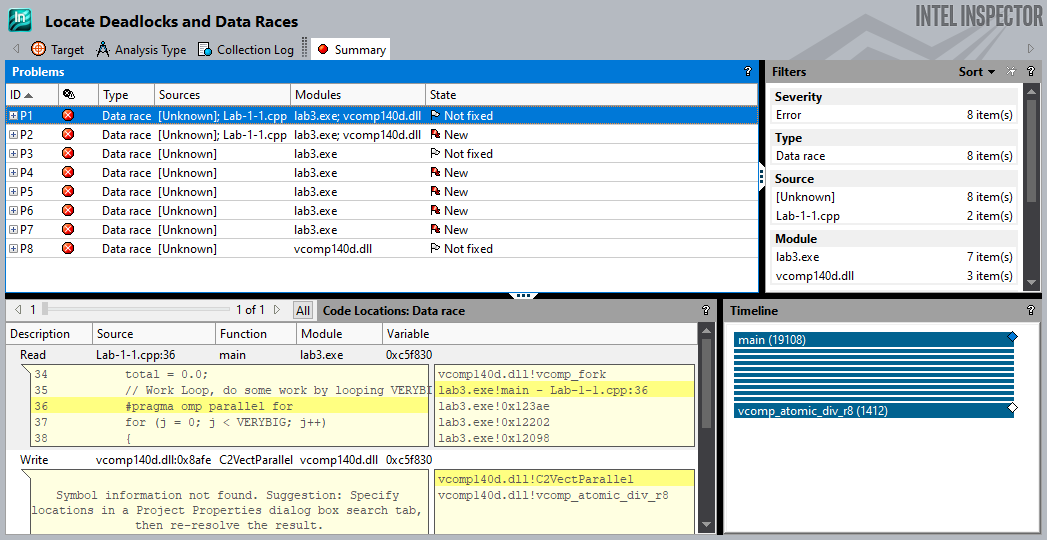 In
Locate Deadlocks and Data Races
INTEL INSPECTOR
Target Analysis Type Collection Log Summary
Problems ?
ID Type Sources Modules State
P1 Data race [Unknown]; Lab-1-1.cpp lab3.exe; vcomp140d.dll Not fixed
P2 Data race [Unknown]; Lab-1-1.cpp lab3.exe; vcomp140d.dll New
P3 Data race [Unknown] lab3.exe Not fixed
P4 Data race [Unknown] lab3.exe New
P5 Data race [Unknown] lab3.exe New
P6 Data race [Unknown] lab3.exe New
P7 Data race [Unknown] lab3.exe New
P8 Data race [Unknown] vcomp140d.dll Not fixed
Filters Sort ?
Severity
Error 8 item(s)
Type
Data race 8 item(s)
Source
[Unknown] 8 item(s)
Lab-1-1.cpp 2 item(s)
Module
lab3.exe 7 item(s)
vcomp140d.dll 3 item(s)
1 1 of 1 All Code Locations: Data race ?
Description Source Function Module Variable
Read Lab-1-1.cpp:36 main lab3.exe 0xc5f830
34 total = 0.0; vcomp140d.dll!vcomp_fork
35 // Work Loop, do some work by looping VERYBI lab3.exe!main - Lab-1-1.cpp:36
36 #pragma omp parallel for lab3.exe!0x123ae
37 for (j = 0; j < VERYBIG; j++) lab3.exe!0x12202
38 { lab3.exe!0x12098
Write vcomp140d.dll:0x8afe C2VectParallel vcomp140d.dll 0xc5f830
vcomp140d.dll!C2VectParallel
Symbol information not found. Suggestion: Specify vcomp140d.dll!vcomp_atomic_div_r8
locations in a Project Properties dialog box search tab,
then re-resolve the result.
Timeline ?
main (19108)
vcomp_atomic_div_r8 (1412)